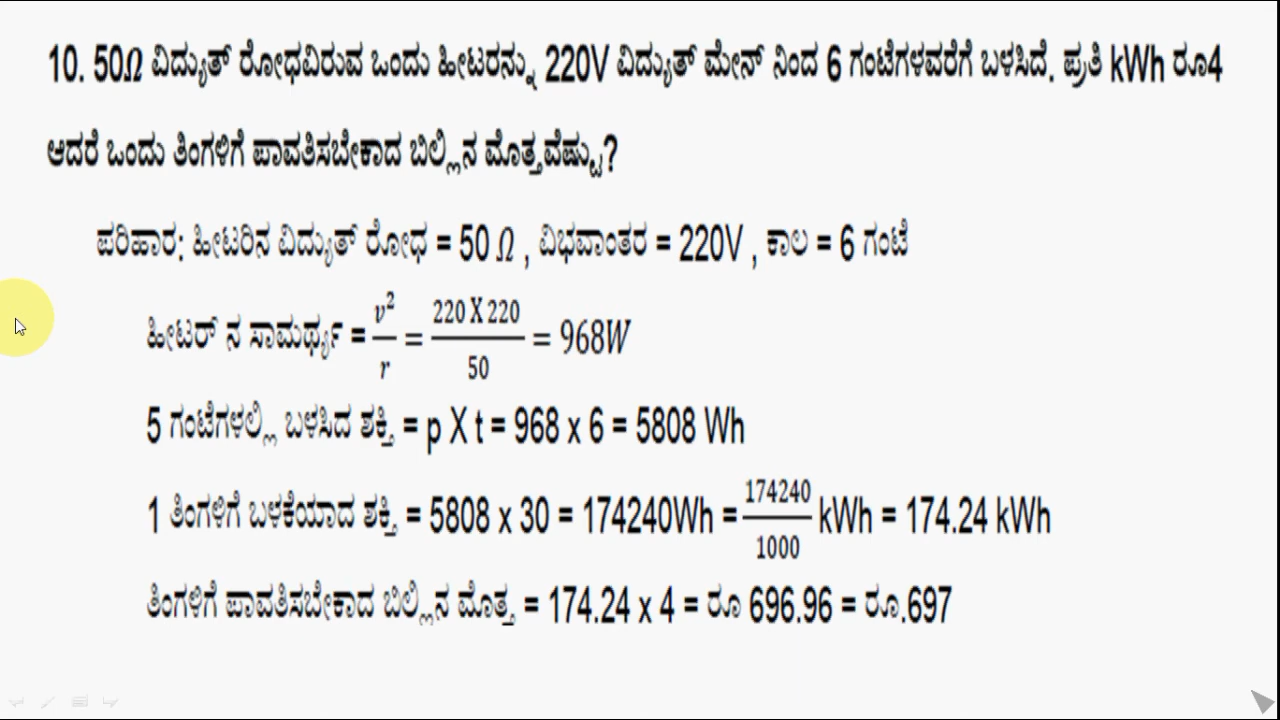 10. 50Ω ವಿದ್ಯುತ್ ರೋಧವಿರುವ ಒಂದು ಹೀಟರನ್ನು 220V ವಿದ್ಯುತ್ ಮೇನ್ ನಿಂದ 6 ಗಂಟೆಗಳವರೆಗೆ ಬಳಸಿದೆ. ಪ್ರತಿ kWh ರೂ4
ಆದರೆ ಒಂದು ತಿಂಗಳಿಗೆ ಪಾವತಿಸಬೇಕಾದ ಬಿಲ್ಲಿನ ಮೊತ್ತವೆಷ್ಟು?
ಪರಿಹಾರ: ಹೀಟರಿನ ವಿದ್ಯುತ್ ರೋಧ = 50 Ω , ವಿಭವಾಂತರ = 220V , ಕಾಲ = 6 ಗಂಟೆ
ಹೀಟರ್ ನ ಸಾಮರ್ಥ್ಯ = v²/r = 220 X 220/50 = 968W
5 ಗಂಟೆಗಳಲ್ಲಿ ಬಳಸಿದ ಶಕ್ತಿ = p X t = 968 x 6 = 5808 Wh
1 ತಿಂಗಳಿಗೆ ಬಳಕೆಯಾದ ಶಕ್ತಿ = 5808 x 30 = 174240Wh = 174240/1000 kWh = 174.24 kWh
ತಿಂಗಳಿಗೆ ಪಾವತಿಸಬೇಕಾದ ಬಿಲ್ಲಿನ ಮೊತ್ತ = 174.24 x 4 = ರೂ 696.96 = ರೂ.697